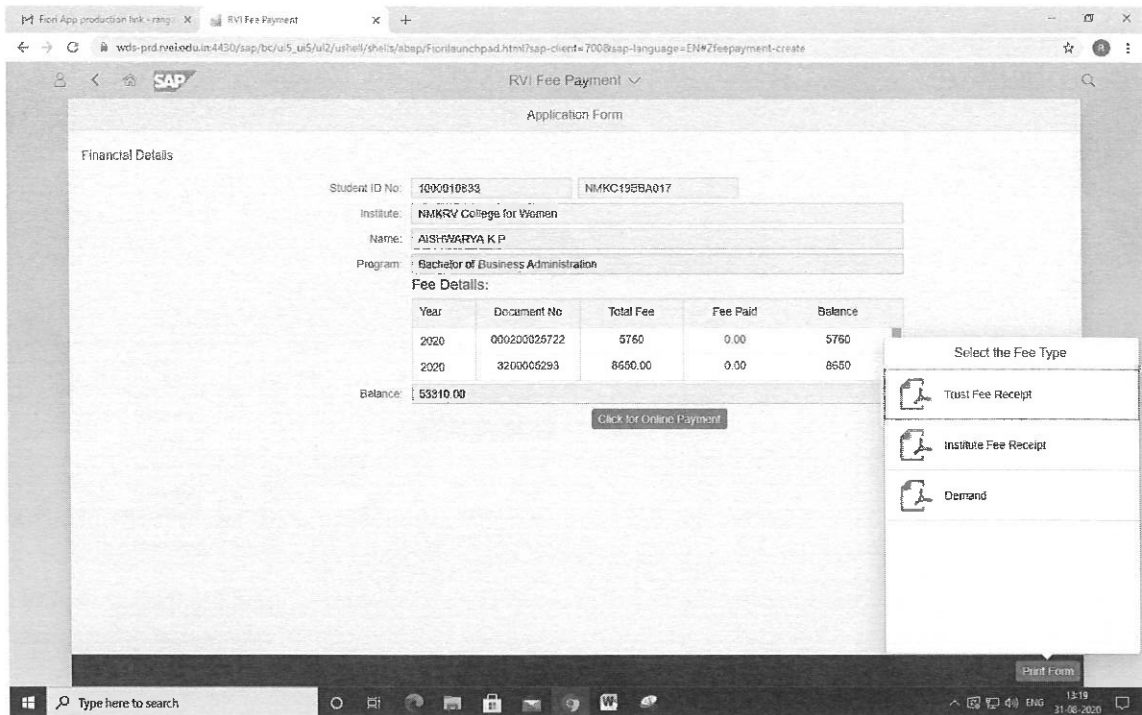 Fiori App production link - rang
RVI Fee Payment
wds-prd.rvei.edu.in:4430/sap/bc/ui5_ui5/ui2/ushell/shells/abap/Fiorilaunchpad.html?sap-client=700&sap-language=EN#Zfeepayment-create
R
SAP
RVI Fee Payment
Application Form
Financial Details
Student ID No: 1000010633
Institute: NMKRV College for Women
Name: AISHWARYA K P
Program: Bachelor of Business Administration
Fee Details:
Year Document No Total Fee Fee Paid Balance
2020 000200025722 5760 0.00 5760
2020 3200005293 8650.00 0.00 8650
Balance: 53310.00
Click for Online Payment
Select the Fee Type
Trust Fee Receipt
Institute Fee Receipt
Demand
Print Form
Type here to search
ENG
13:19
31-08-2020